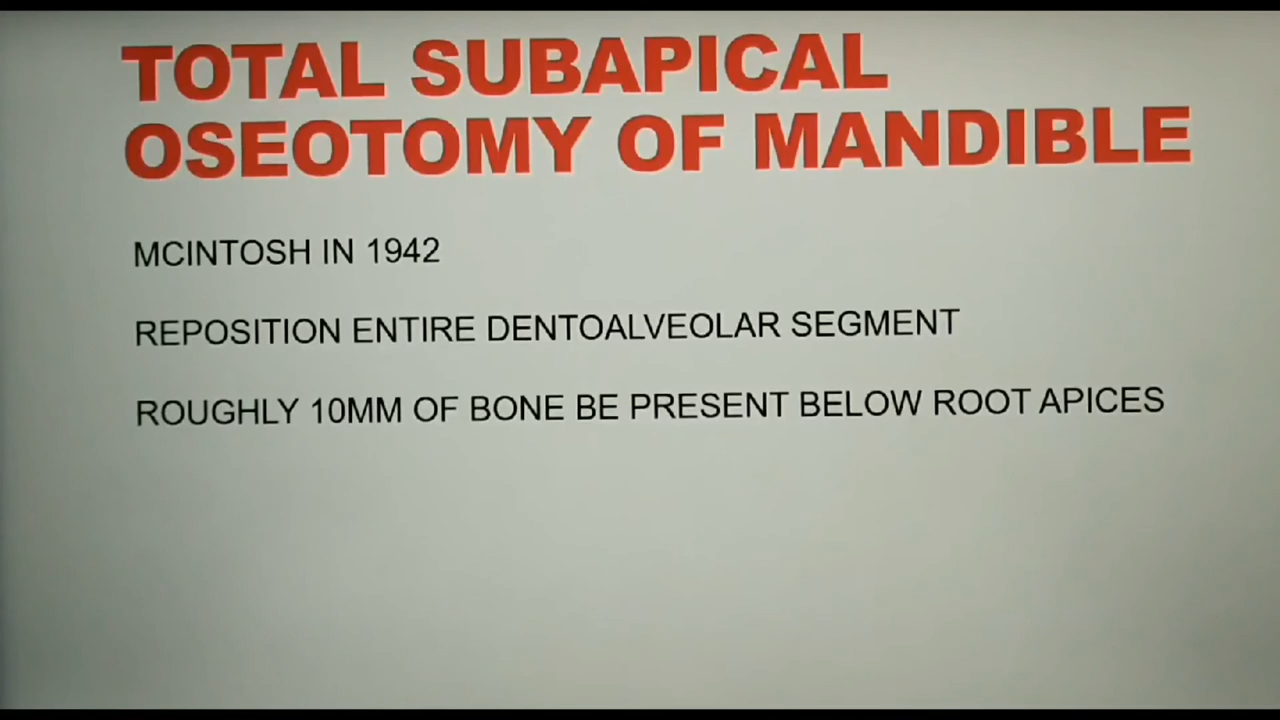 TOTAL SUBAPICAL
OSEOTOMY OF MANDIBLE
MCINTOSH IN 1942
REPOSITION ENTIRE DENTOALVEOLAR SEGMENT
ROUGHLY 10MM OF BONE BE PRESENT BELOW ROOT APICES